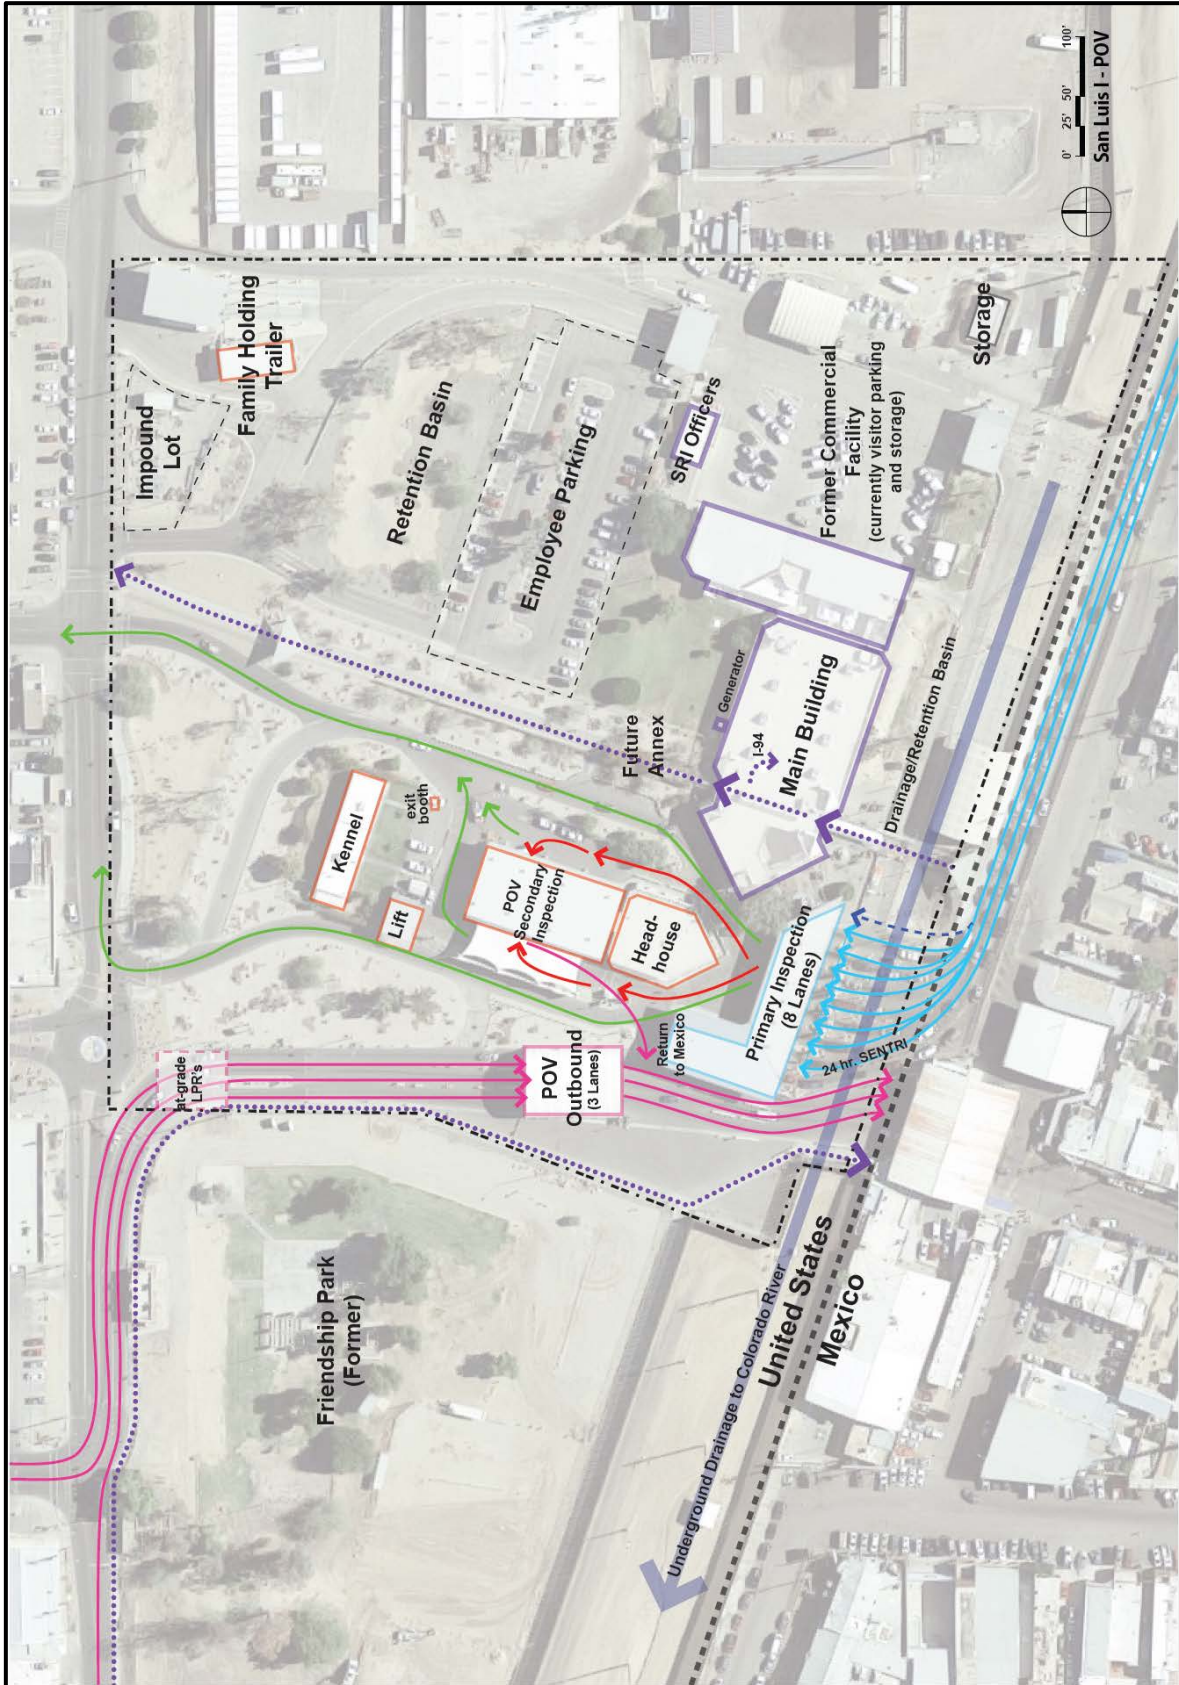 at-grade
LPR's
Friendship Park
(Former)
POV
Outbound
(3 Lanes)
Return
to Mexico
Lift
Kennel
exit
booth
POV
Secondary
Inspection
Head-
house
Primary Inspection
(8 Lanes)
24 hr. SENTRI
United States
Mexico
Underground Drainage to Colorado River
Impound
Lot
Family Holding
Trailer
Retention Basin
Employee Parking
Future
Annex
Generator
I-94
Main Building
SRI Officers
Former Commercial
Facility
(currently visitor parking
and storage)
Storage
Drainage/Retention Basin
0' 25' 50' 100'
San Luis I - POV